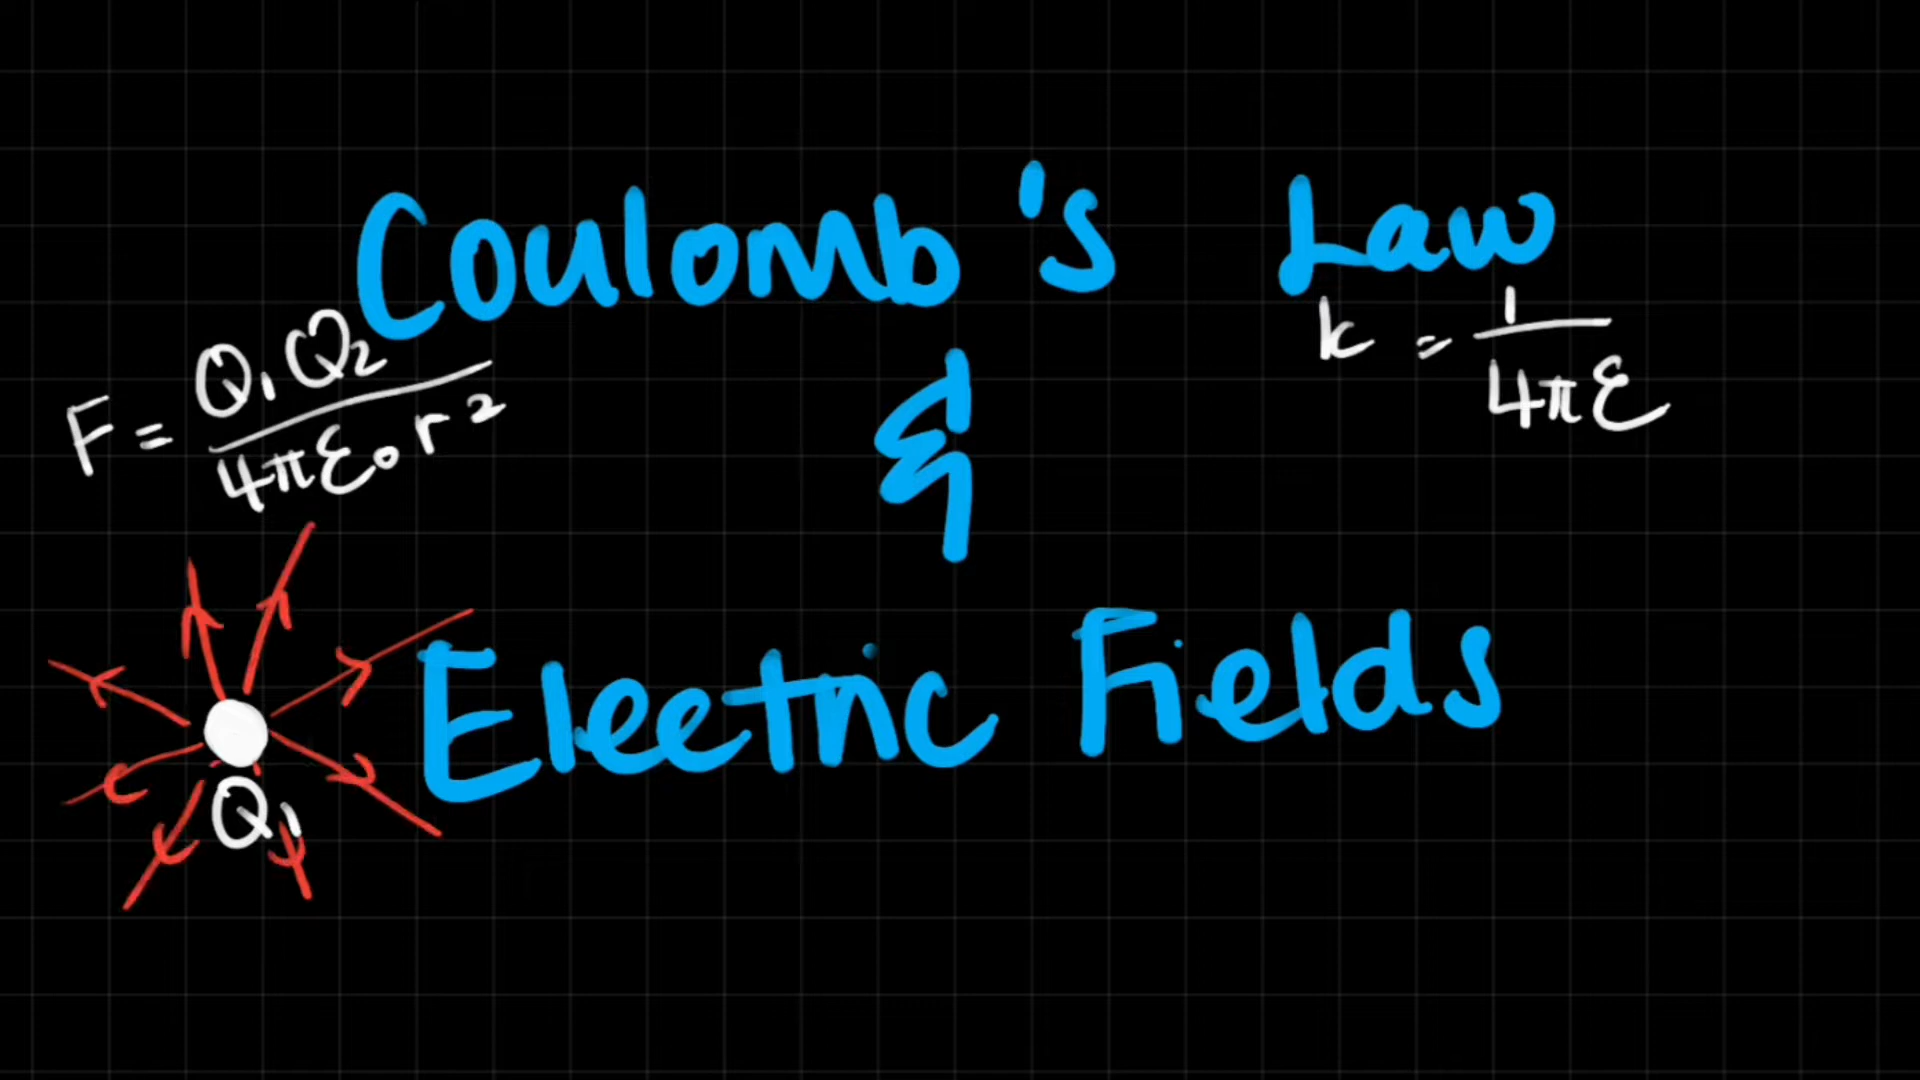 Coulomb's Law
F = Q₁Q₂ / 4πε₀r²
k = 1 / 4πε
&
Electric Fields
Q₁